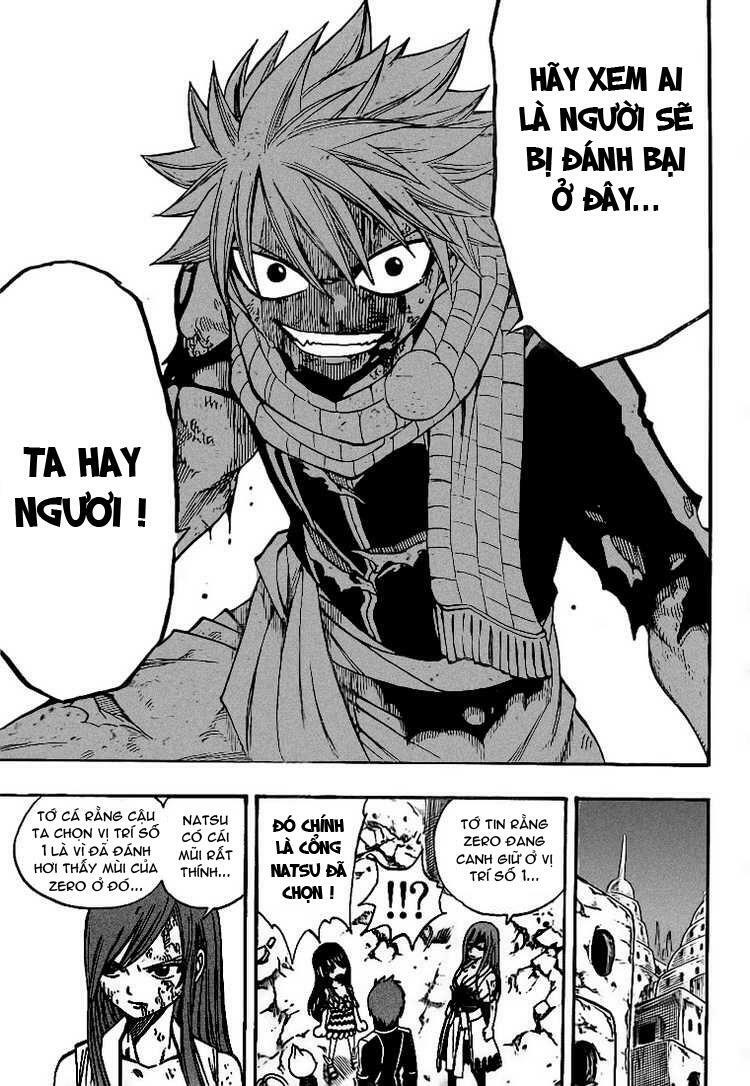 HÃY XEM AI
LÀ NGƯỜI SẼ
BỊ ĐÁNH BẠI
Ở ĐÂY...
TA HAY
NGƯƠI !
TỚ TIN RẰNG
ZERO ĐANG
CANH GIỮ Ở VỊ
TRÍ SỐ 1...
!!?
ĐÓ CHÍNH
LÀ CỔNG
NATSU ĐÃ
CHỌN !
NATSU
CÓ CÁI
MŨI RẤT
THÍNH...
TỚ CÁ RẰNG CẬU
TA CHỌN VỊ TRÍ SỐ
1 LÀ VÌ ĐÃ ĐÁNH
HƠI THẤY MÙI CỦA
ZERO Ở ĐÓ...